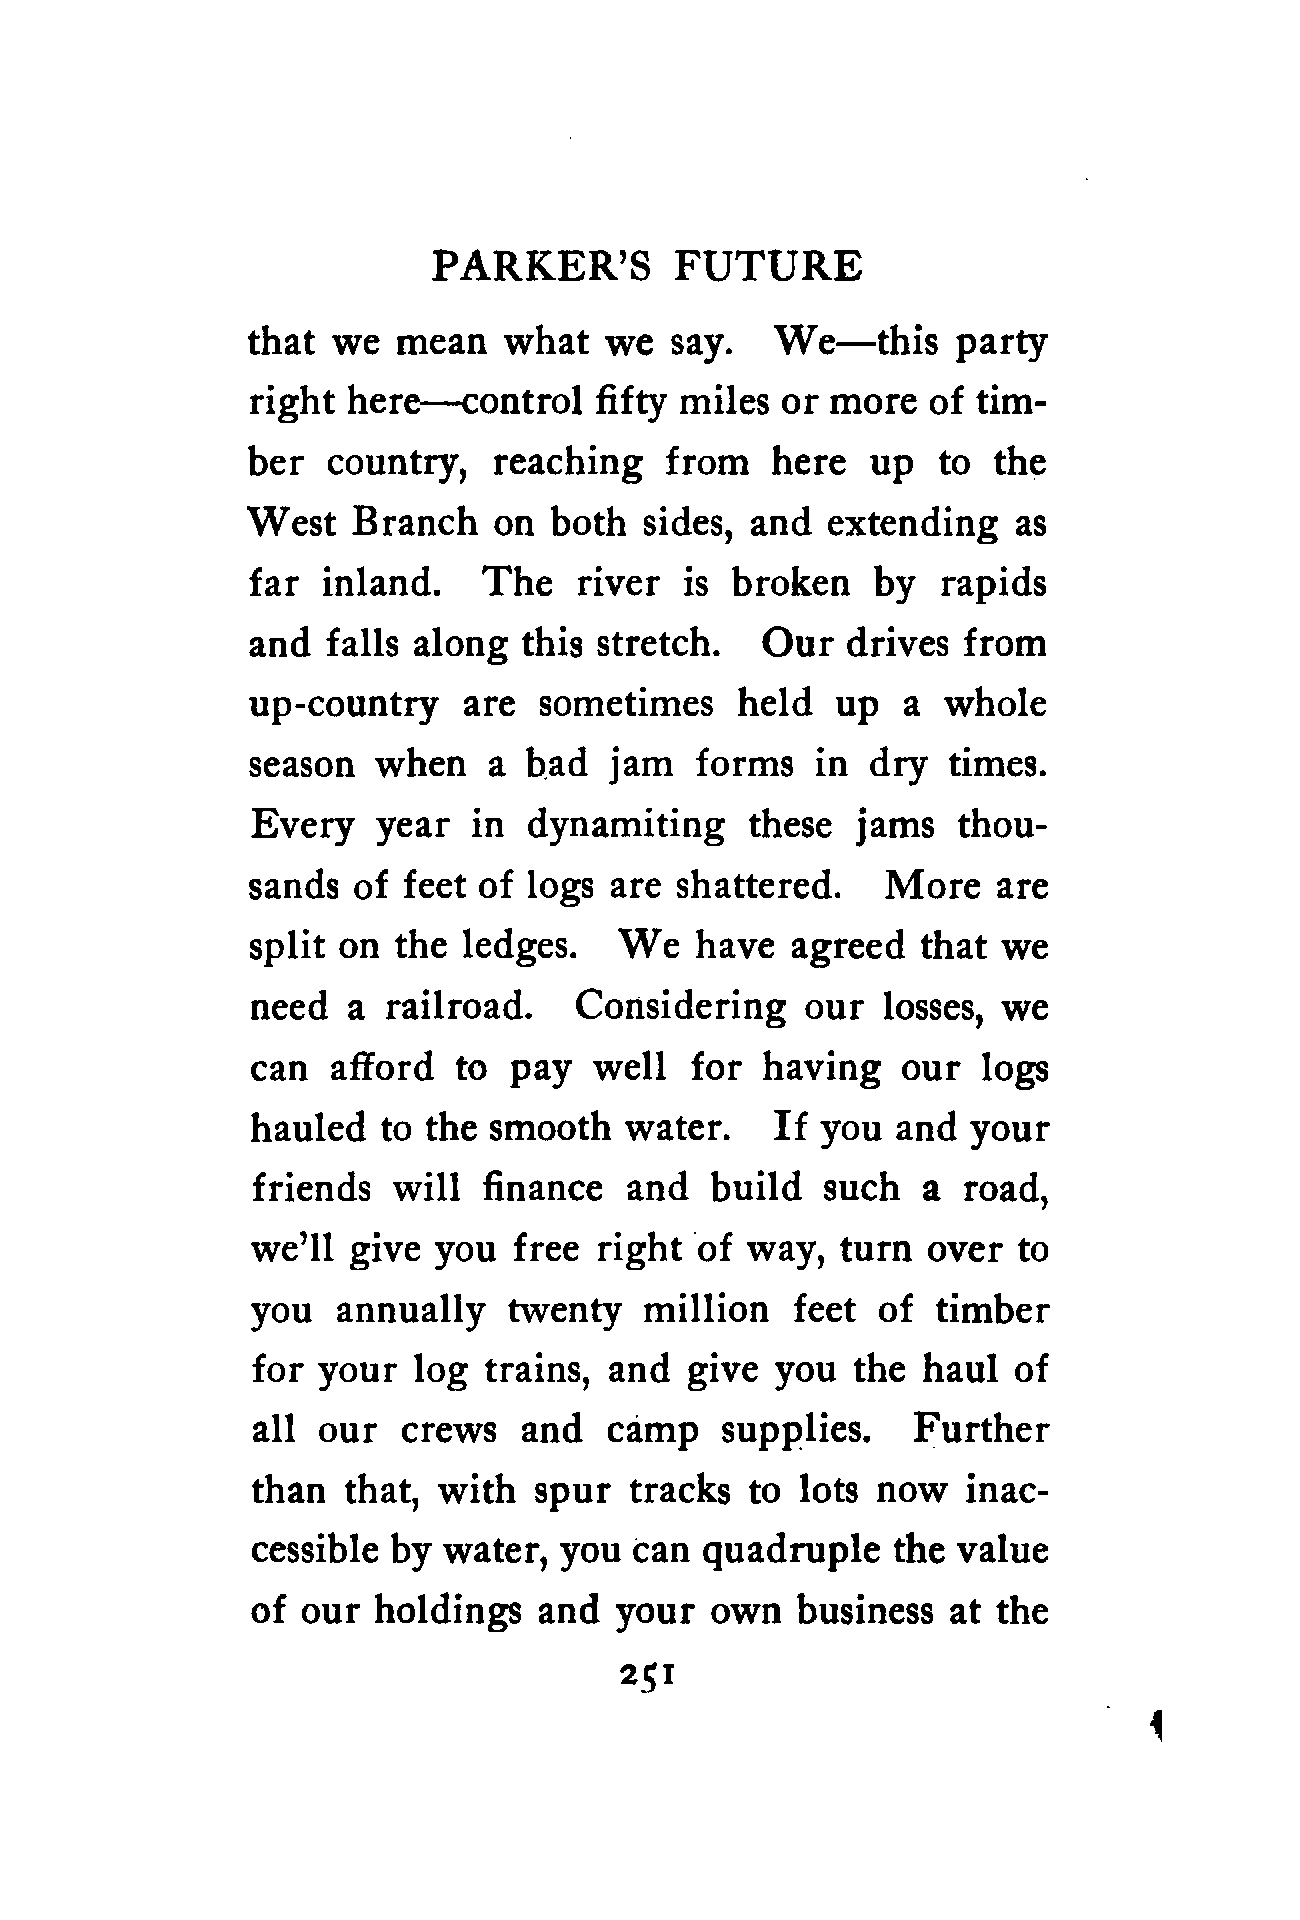 PARKER'S FUTURE
that we mean what we say. We—this party
right here—control fifty miles or more of tim-
ber country, reaching from here up to the
West Branch on both sides, and extending as
far inland. The river is broken by rapids
and falls along this stretch. Our drives from
up-country are sometimes held up a whole
season when a bad jam forms in dry times.
Every year in dynamiting these jams thou-
sands of feet of logs are shattered. More are
split on the ledges. We have agreed that we
need a railroad. Considering our losses, we
can afford to pay well for having our logs
hauled to the smooth water. If you and your
friends will finance and build such a road,
we'll give you free right of way, turn over to
you annually twenty million feet of timber
for your log trains, and give you the haul of
all our crews and camp supplies. Further
than that, with spur tracks to lots now inac-
cessible by water, you can quadruple the value
of our holdings and your own business at the
251